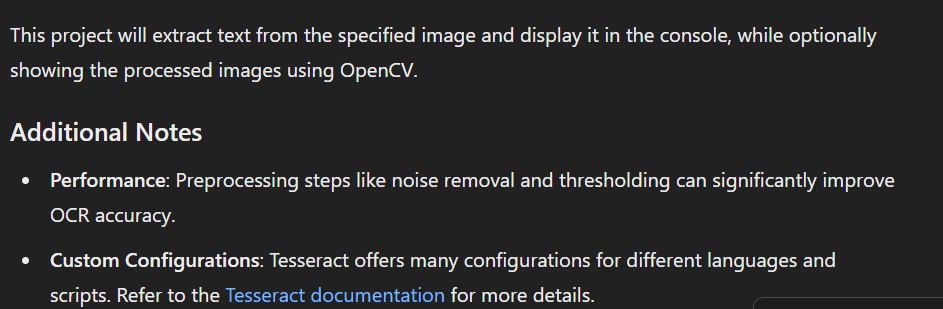 This project will extract text from the specified image and display it in the console, while optionally
showing the processed images using OpenCV.
Additional Notes
• Performance: Preprocessing steps like noise removal and thresholding can significantly improve
OCR accuracy.
• Custom Configurations: Tesseract offers many configurations for different languages and
scripts. Refer to the Tesseract documentation for more details.